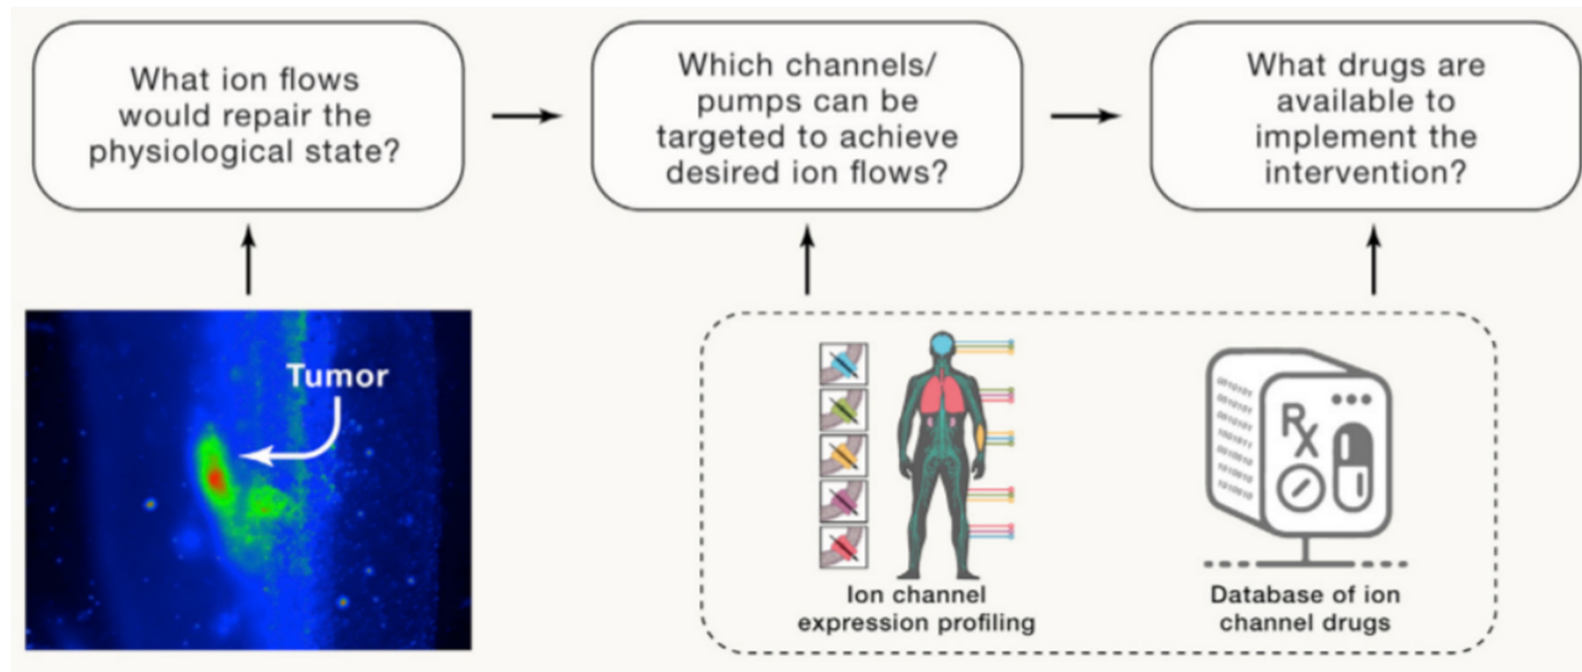 What ion flows
would repair the
physiological state?
Which channels/
pumps can be
targeted to achieve
desired ion flows?
What drugs are
available to
implement the
intervention?
Tumor
Rx
Ion channel
expression profiling
Database of ion
channel drugs